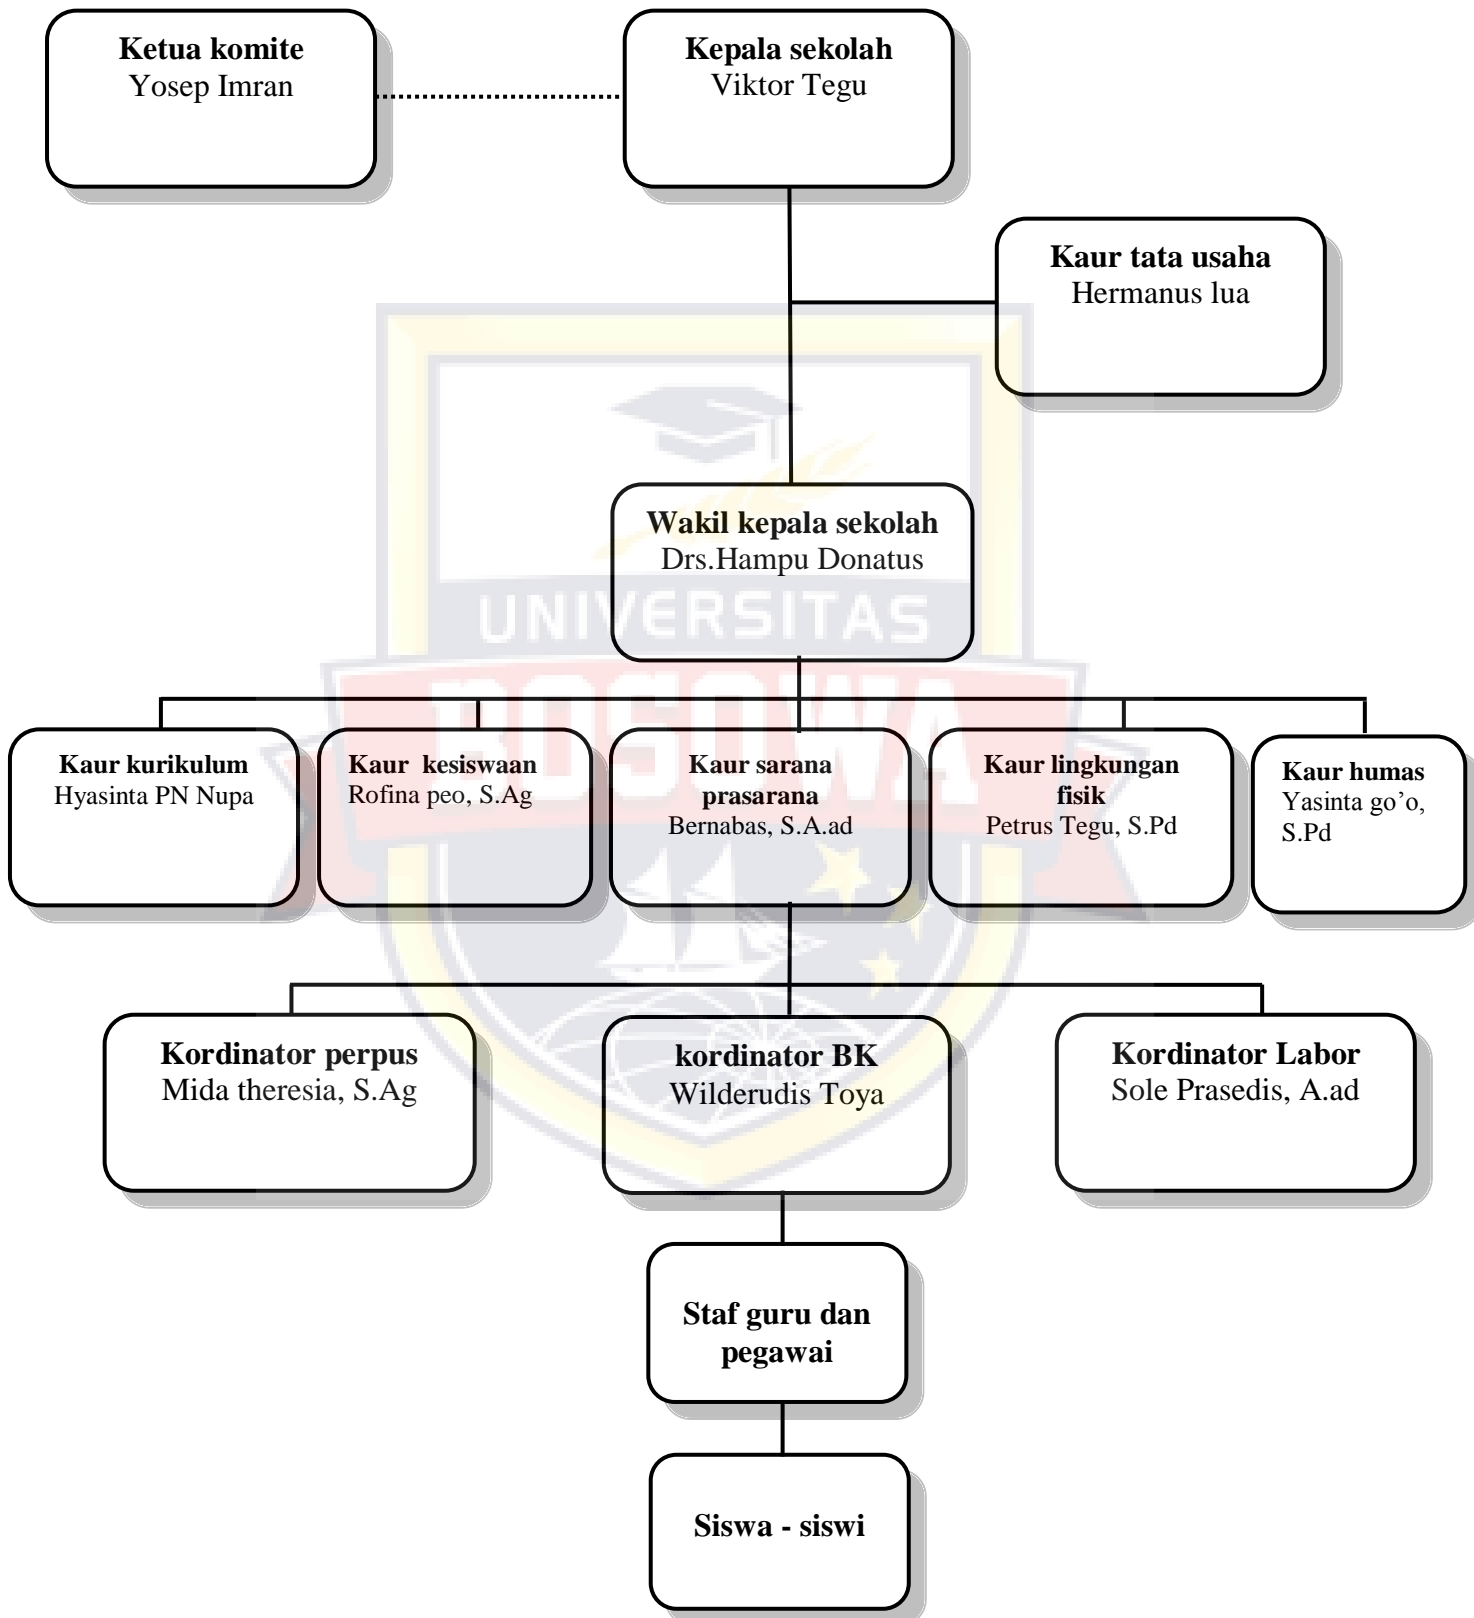 Ketua komite
Yosep Imran
Kepala sekolah
Viktor Tegu
Kaur tata usaha
Hermanus lua
Wakil kepala sekolah
Drs.Hampu Donatus
UNIVERSITAS
BOSOWA
Kaur kurikulum
Hyasinta PN Nupa
Kaur kesiswaan
Rofina peo, S.Ag
Kaur sarana
prasarana
Bernabas, S.A.ad
Kaur lingkungan
fisik
Petrus Tegu, S.Pd
Kaur humas
Yasinta go’o,
S.Pd
Kordinator perpus
Mida theresia, S.Ag
kordinator BK
Wilderudis Toya
Kordinator Labor
Sole Prasedis, A.ad
Staf guru dan
pegawai
Siswa - siswi